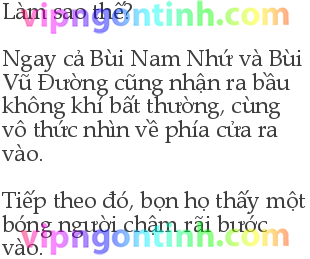 Làm sao thế?
vipngontinh.com
Ngay cả Bùi Nam Nhứ và Bùi
Vũ Đường cũng nhận ra bầu
không khí bất thường, cùng
vô thức nhìn về phía cửa ra
vào.
Tiếp theo đó, bọn họ thấy một
bóng người chậm rãi bước
vipngontinh.com
vào.